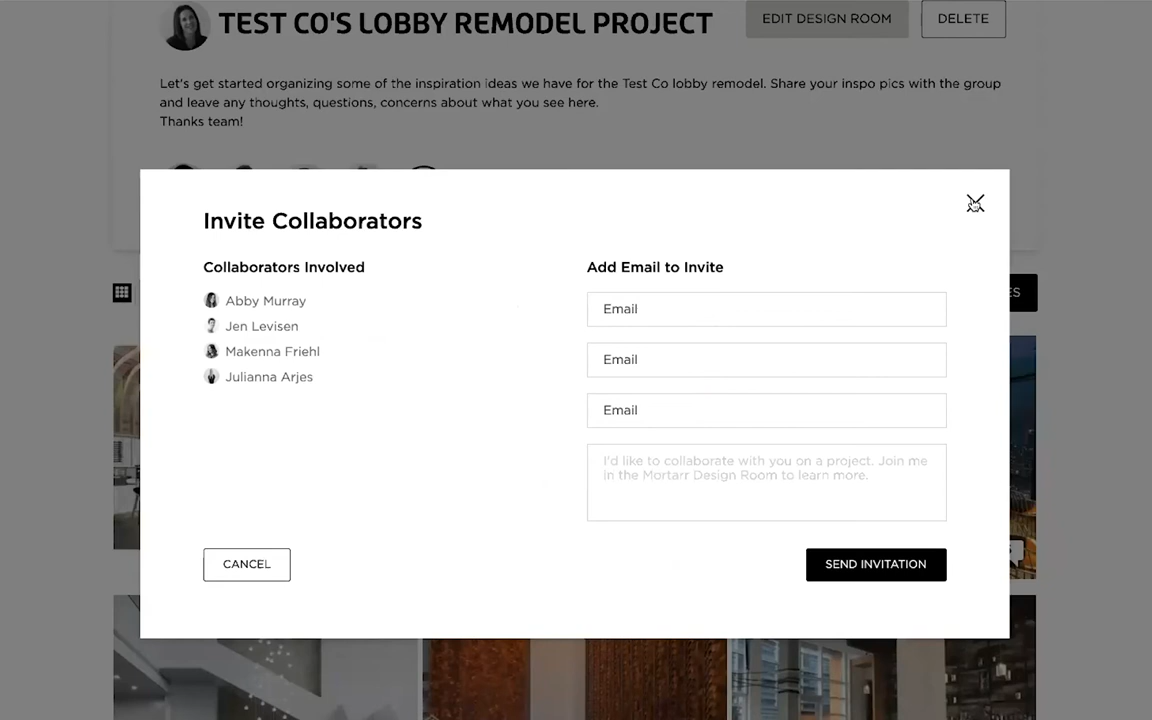 TEST CO'S LOBBY REMODEL PROJECT
EDIT DESIGN ROOM
DELETE
Let's get started organizing some of the inspiration ideas we have for the Test Co lobby remodel. Share your inspo pics with the group
and leave any thoughts, questions, concerns about what you see here.
Thanks team!
Invite Collaborators
Collaborators Involved
Abby Murray
Jen Levisen
Makenna Friehl
Julianna Arjes
Add Email to Invite
Email
Email
Email
I'd like to collaborate with you on a project. Join me
in the Mortarr Design Room to learn more.
CANCEL
SEND INVITATION